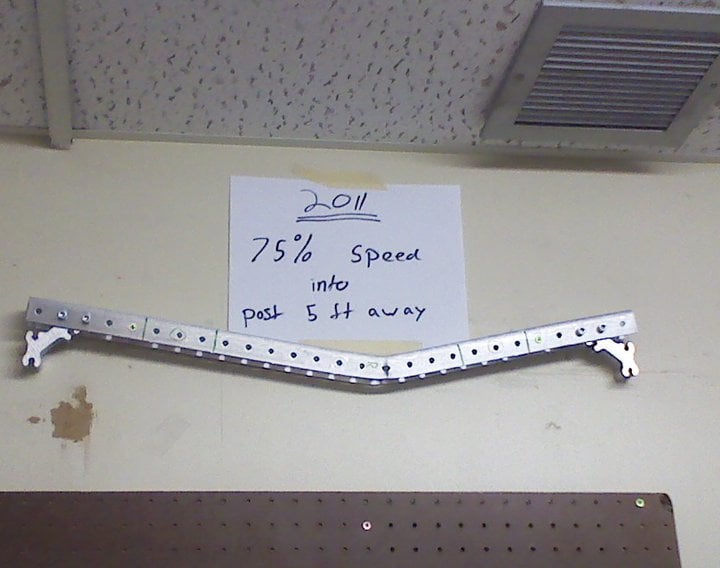 2011
75% speed
into
post 5 ft away